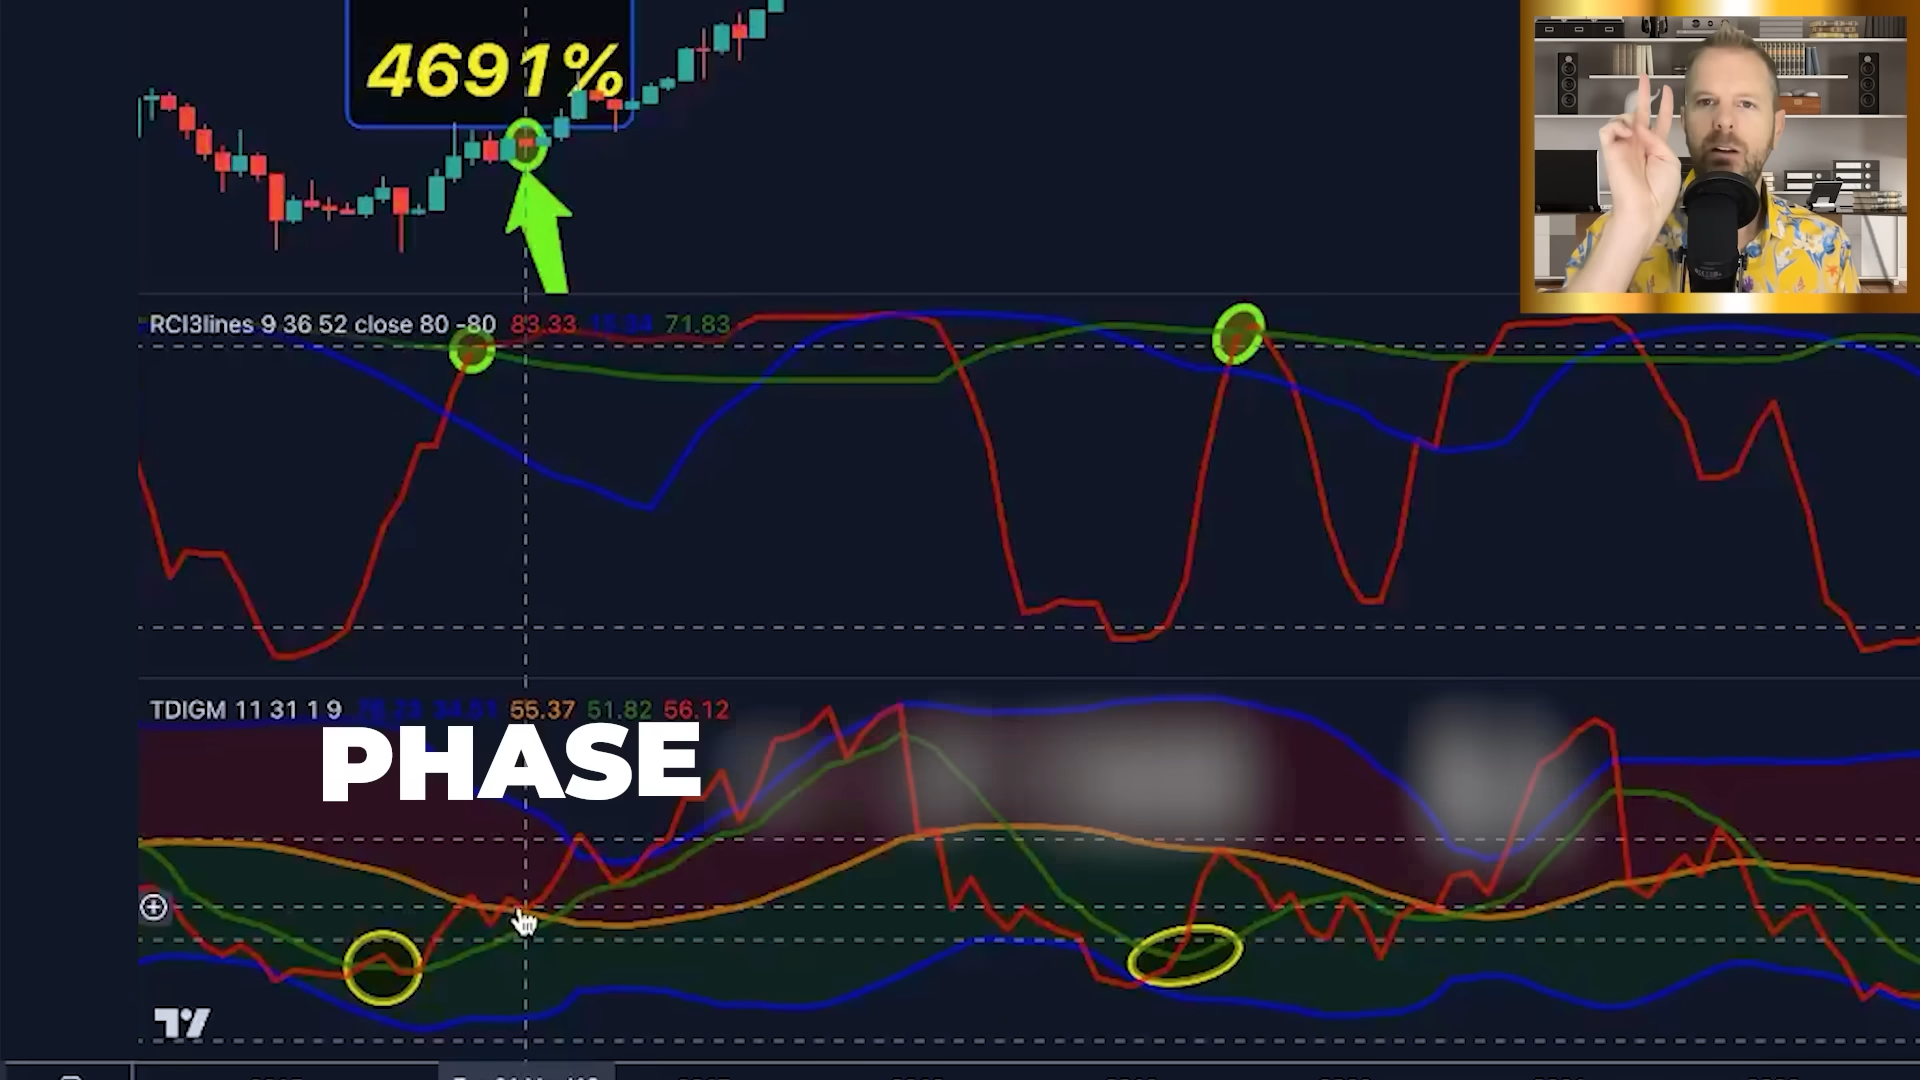 4691%
RCI3lines 9 36 52 close 80 -80 83.33 71.83
TDIGM 11 31 1 9 55.37 51.82 56.12
PHASE